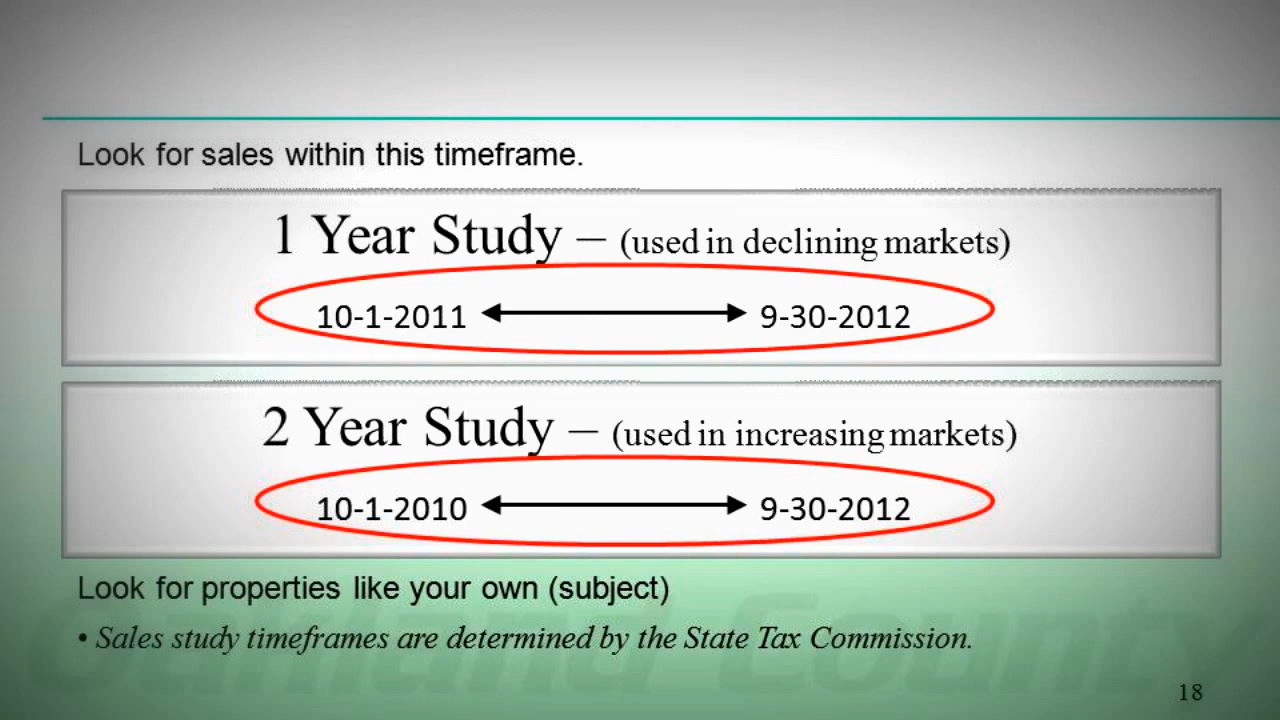 Look for sales within this timeframe.
1 Year Study – (used in declining markets)
10-1-2011 9-30-2012
2 Year Study – (used in increasing markets)
10-1-2010 9-30-2012
Look for properties like your own (subject)
• Sales study timeframes are determined by the State Tax Commission.
Oakland County
18